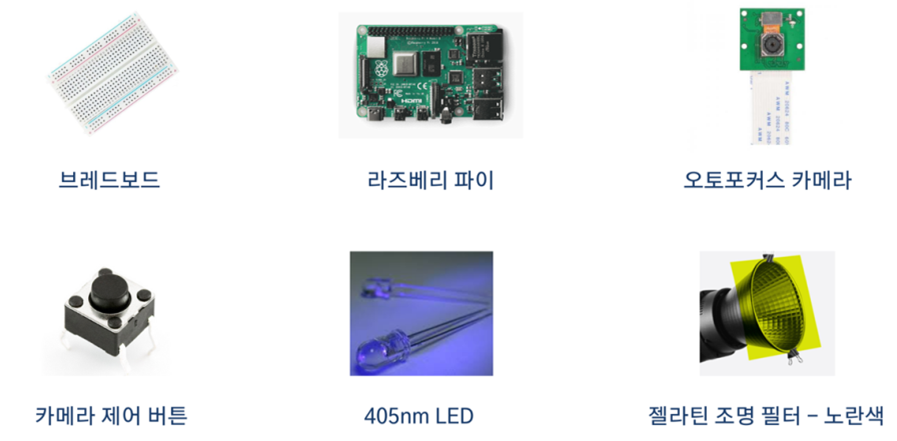 브레드보드
라즈베리 파이
오토포커스 카메라
카메라 제어 버튼
405nm LED
젤라틴 조명 필터 - 노란색